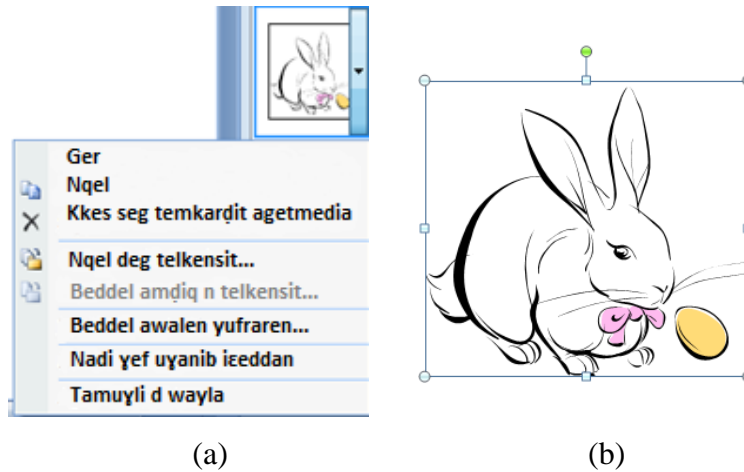 Ger
Nqel
Kkes seg temkarḍit agetmedia
Nqel deg telkensit...
Beddel amḍiq n telkensit...
Beddel awalen yufraren...
Nadi ɣef uɣanib iɛeddan
Tamuɣli d wayla
(a) (b)